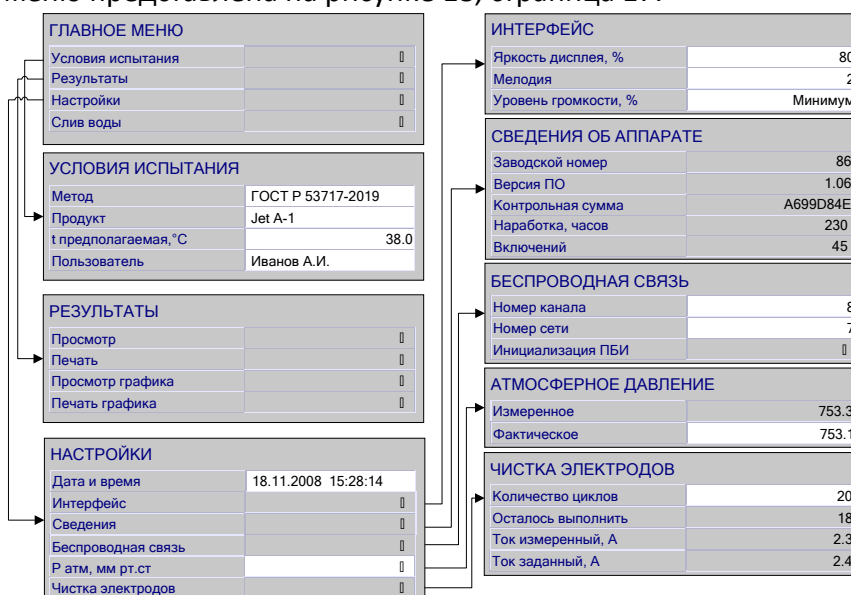 ГЛАВНОЕ МЕНЮ
Условия испытания
Результаты
Настройки
Слив воды
УСЛОВИЯ ИСПЫТАНИЯ
Метод ГОСТ Р 53717-2019
Продукт Jet A-1
t предполагаемая,°C 38.0
Пользователь Иванов А.И.
РЕЗУЛЬТАТЫ
Просмотр
Печать
Просмотр графика
Печать графика
НАСТРОЙКИ
Дата и время 18.11.2008 15:28:14
Интерфейс
Сведения
Беспроводная связь
Р атм, мм рт.ст
Чистка электродов
ИНТЕРФЕЙС
Яркость дисплея, % 80
Мелодия 2
Уровень громкости, % Минимум
СВЕДЕНИЯ ОБ АППАРАТЕ
Заводской номер 86
Версия ПО 1.06
Контрольная сумма A699D84E
Наработка, часов 230
Включений 45
БЕСПРОВОДНАЯ СВЯЗЬ
Номер канала 8
Номер сети 7
Инициализация ПБИ
АТМОСФЕРНОЕ ДАВЛЕНИЕ
Измеренное 753.3
Фактическое 753.1
ЧИСТКА ЭЛЕКТРОДОВ
Количество циклов 20
Осталось выполнить 18
Ток измеренный, А 2.3
Ток заданный, А 2.4